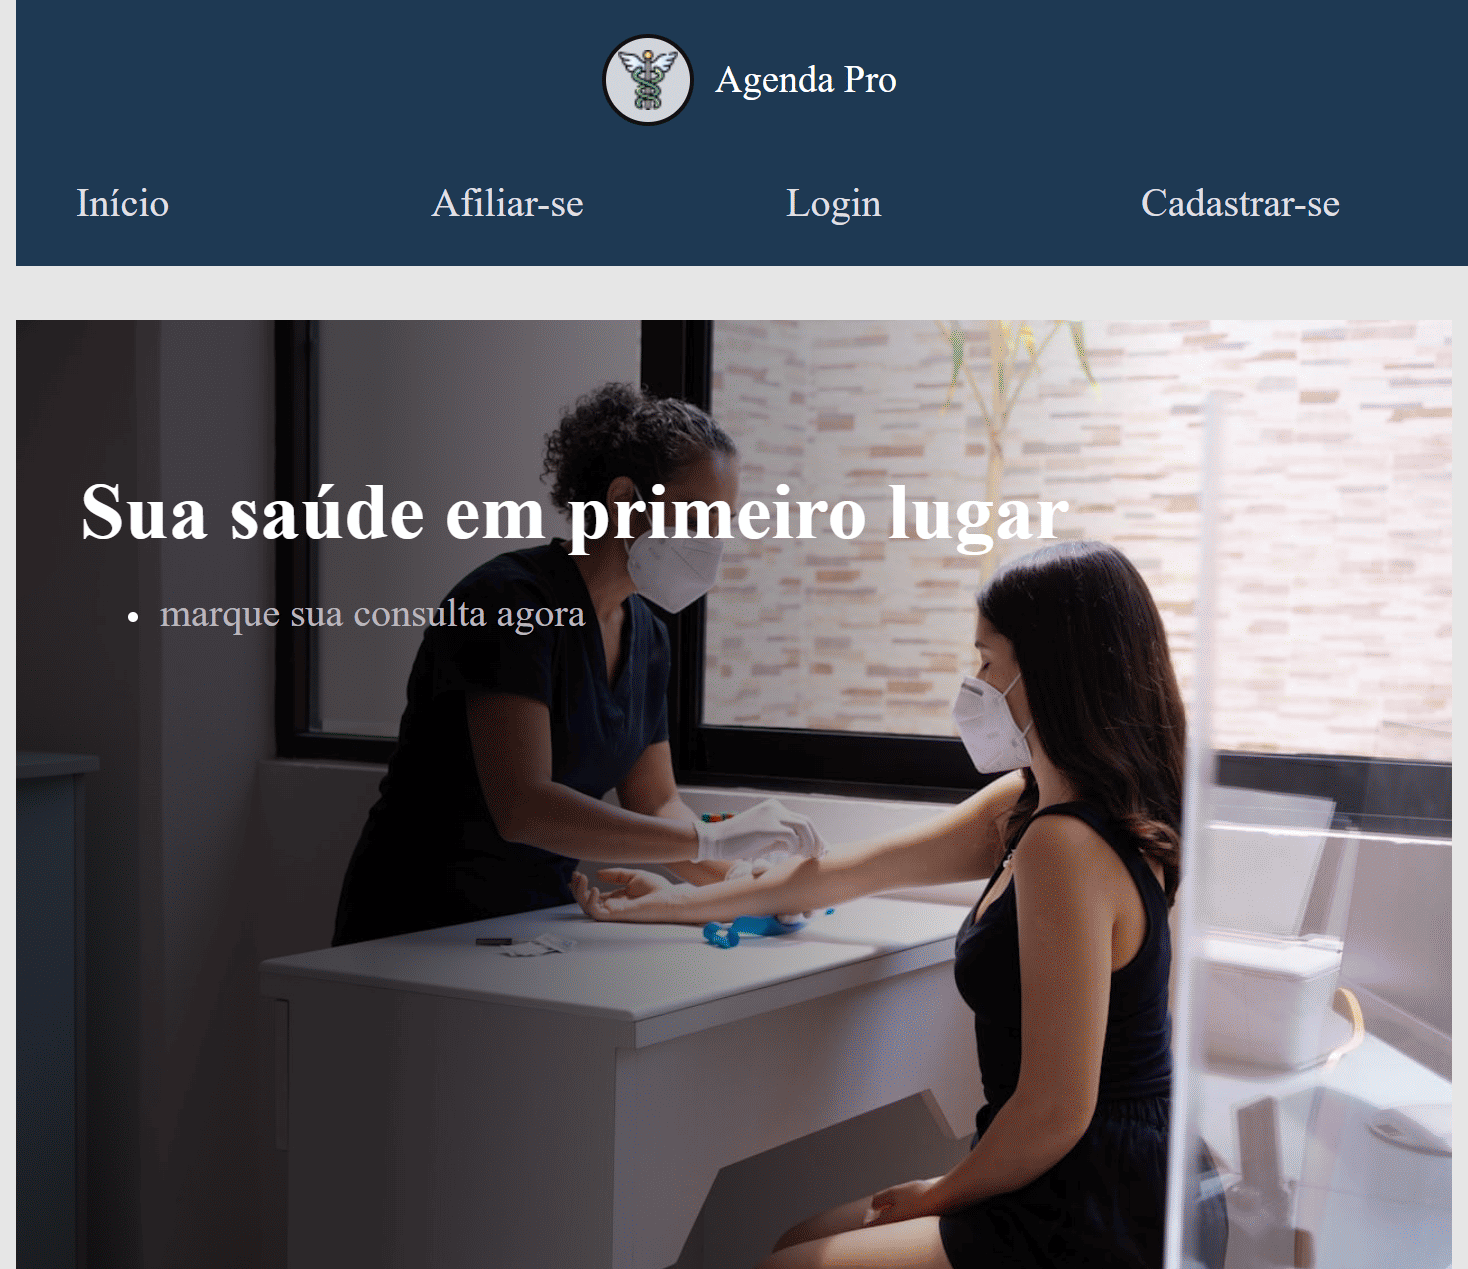 Agenda Pro
Início Afiliar-se Login Cadastrar-se
Sua saúde em primeiro lugar
• marque sua consulta agora